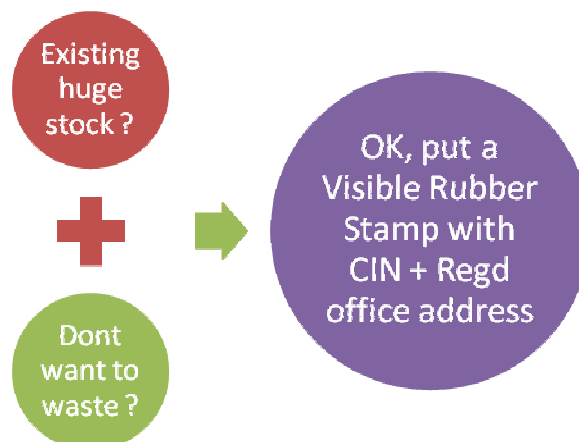 Existing
huge
stock ?
Dont
want to
waste ?
OK, put a
Visible Rubber
Stamp with
CIN + Regd
office address